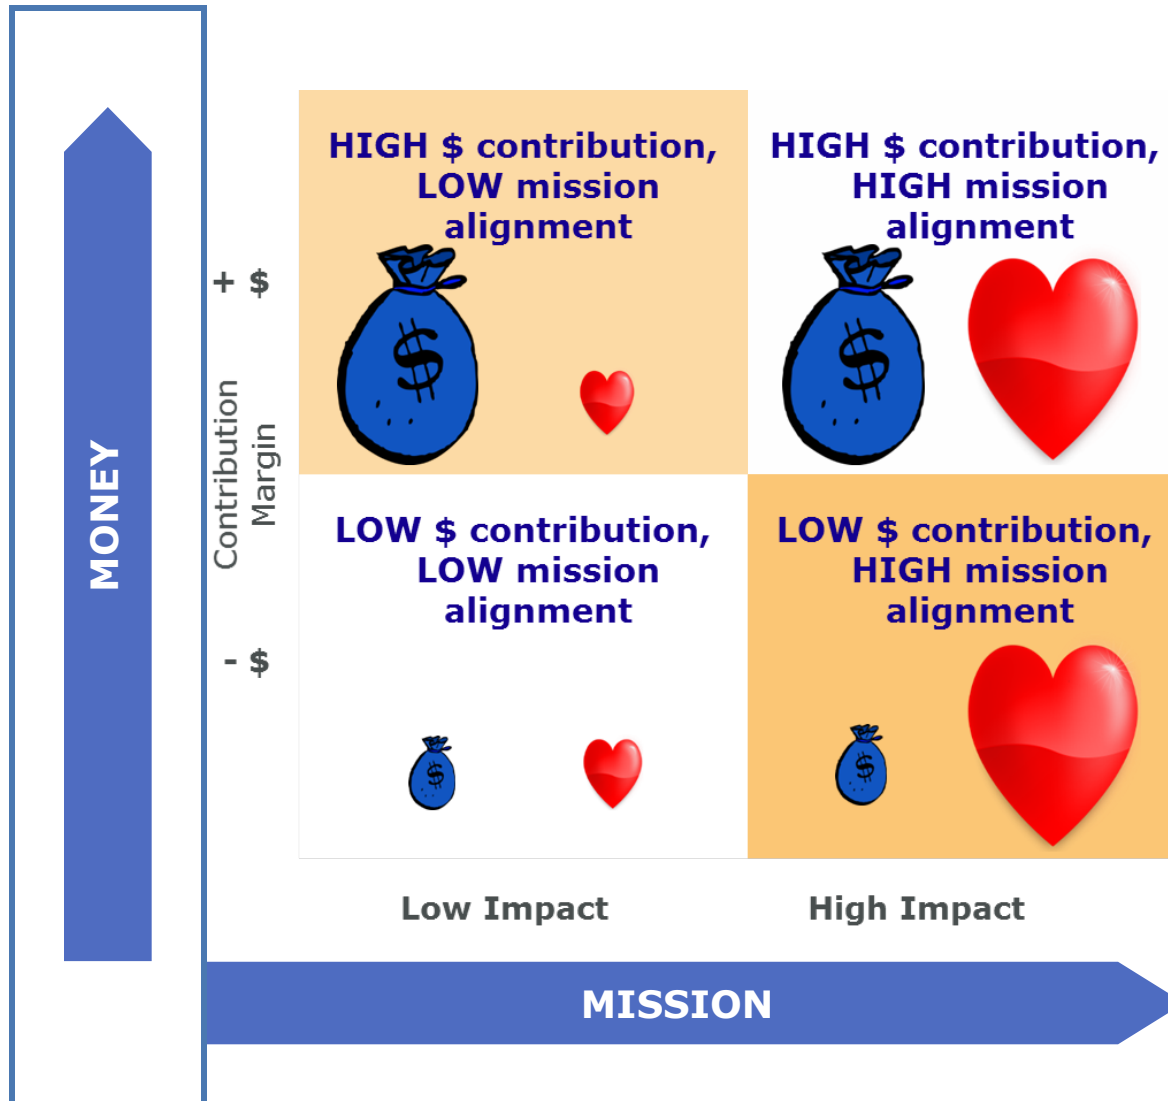 HIGH $ contribution,
LOW mission
alignment
HIGH $ contribution,
HIGH mission
alignment
+ $
$
$
Contribution
Margin
MONEY
LOW $ contribution,
LOW mission
alignment
LOW $ contribution,
HIGH mission
alignment
- $
$
$
Low Impact
High Impact
MISSION